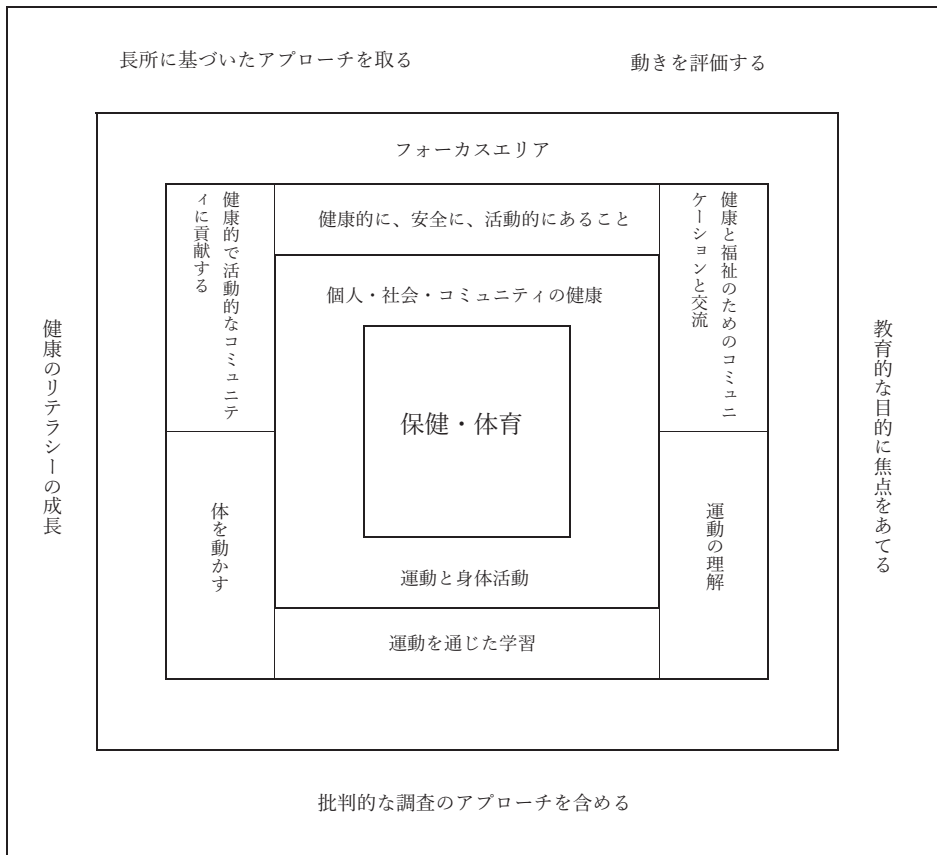 長所に基づいたアプローチを取る
動きを評価する
フォーカスエリア
健康的で活動的なコミュニテ
ィに貢献する
健康的に、安全に、活動的にあること
健康と福祉のためのコミュニ
ケーションと交流
個人・社会・コミュニティの健康
健康のリテラシーの成長
保健・体育
教育的な目的に焦点をあてる
体を動かす
運動の理解
運動と身体活動
運動を通じた学習
批判的な調査のアプローチを含める